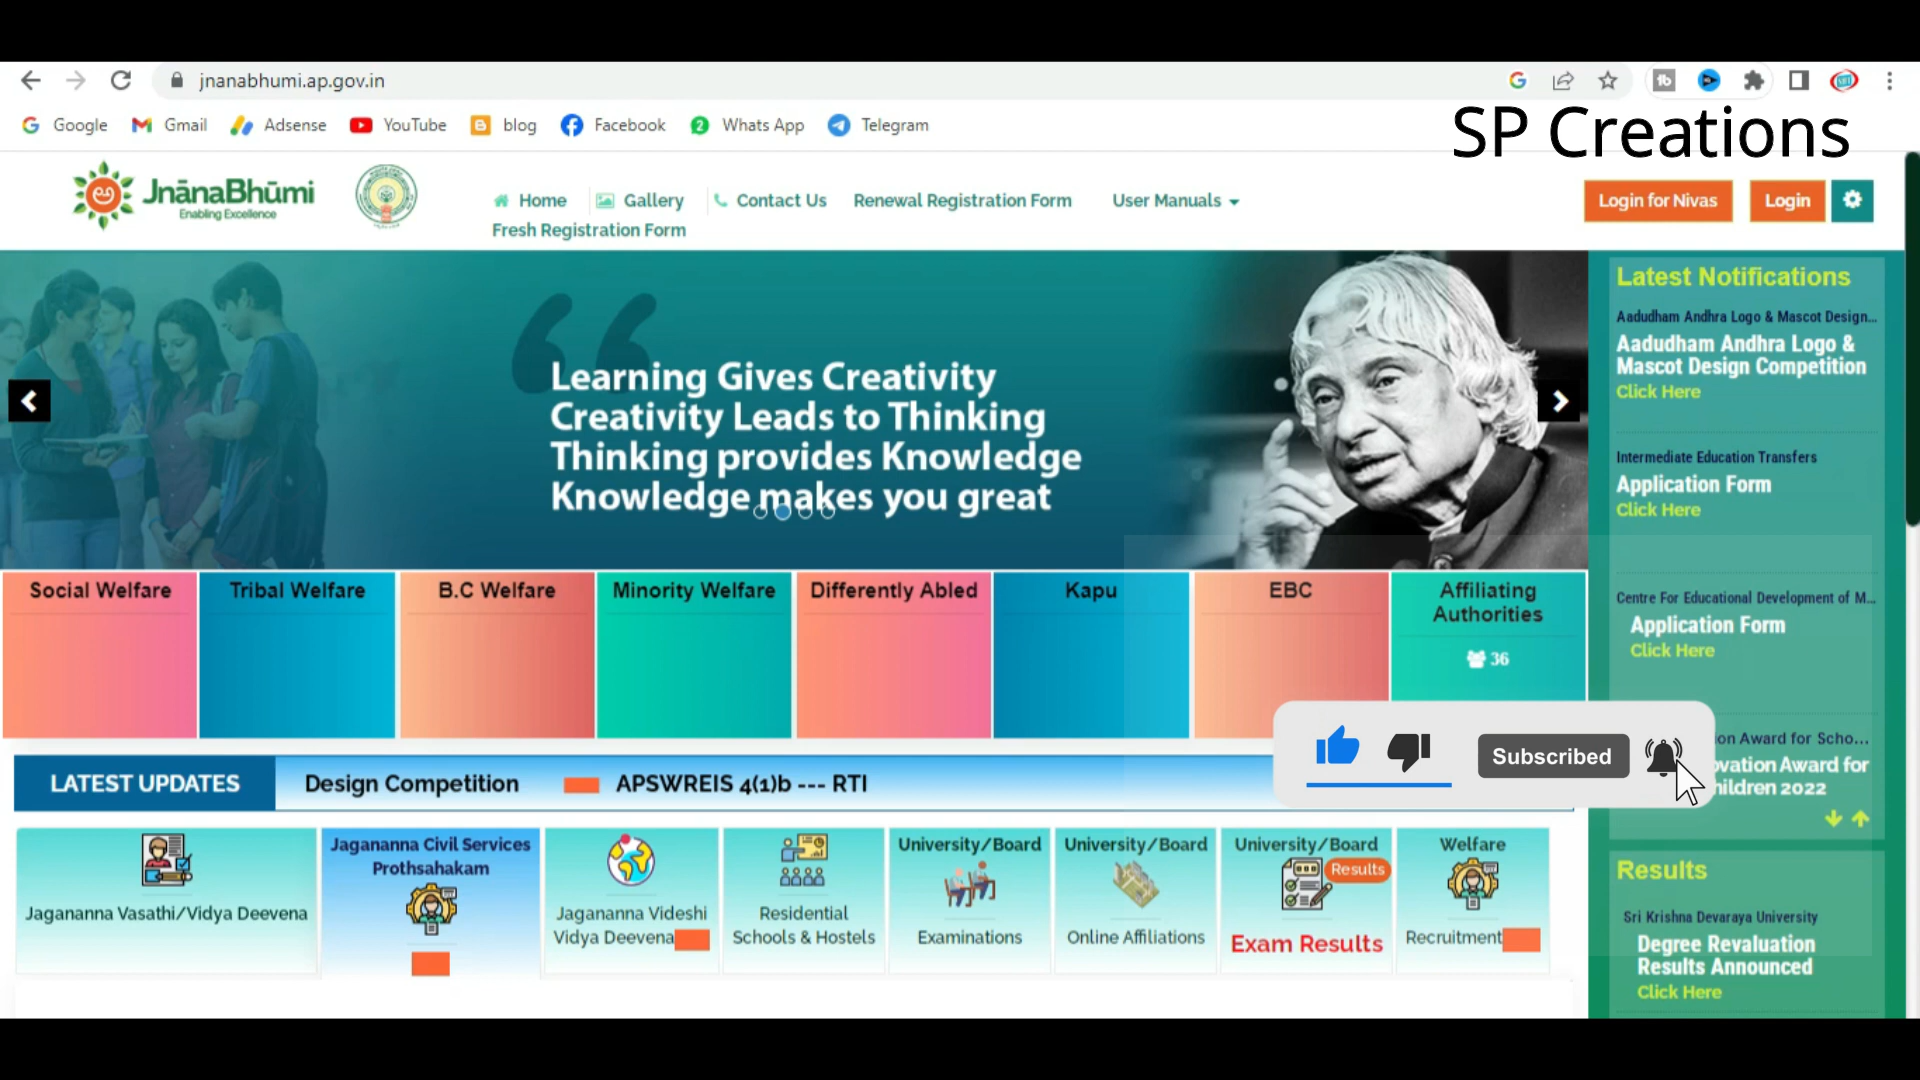 jnanabhumi.ap.gov.in
Google
Gmail
Adsense
YouTube
blog
Facebook
2
Whats App
Telegram
SP Creations
JnānaBhūmi
Enabling Excellence
Home
Gallery
Contact Us
Renewal Registration Form
User Manuals
Fresh Registration Form
Login for Nivas
Login
Learning Gives Creativity
Creativity Leads to Thinking
Thinking provides Knowledge
Knowledge makes you great
Latest Notifications
Aadudham Andhra Logo & Mascot Design...
Aadudham Andhra Logo &
Mascot Design Competition
Click Here
Intermediate Education Transfers
Application Form
Click Here
Centre For Educational Development of M...
Application Form
Click Here
ion Award for Scho...
ovation Award for
hildren 2022
Social Welfare
Tribal Welfare
B.C Welfare
Minority Welfare
Differently Abled
Kapu
EBC
Affiliating
Authorities
36
Subscribed
LATEST UPDATES
Design Competition
APSWREIS 4(1)b --- RTI
Jagananna Vasathi/Vidya Deevena
Jagananna Civil Services
Prothsahakam
Jagananna Videshi
Vidya Deevena
Residential
Schools & Hostels
University/Board
Examinations
University/Board
Online Affiliations
University/Board
Results
Exam Results
Welfare
Recruitment
Results
Sri Krishna Devaraya University
Degree Revaluation
Results Announced
Click Here